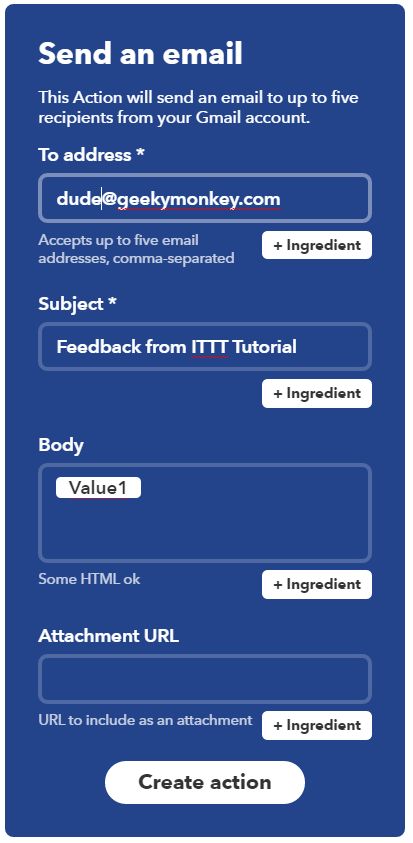 Send an email
This Action will send an email to up to five
recipients from your Gmail account.
To address *
dude@geekymonkey.com
Accepts up to five email
addresses, comma-separated
+ Ingredient
Subject *
Feedback from ITTT Tutorial
+ Ingredient
Body
Value1
Some HTML ok
+ Ingredient
Attachment URL
URL to include as an attachment
+ Ingredient
Create action